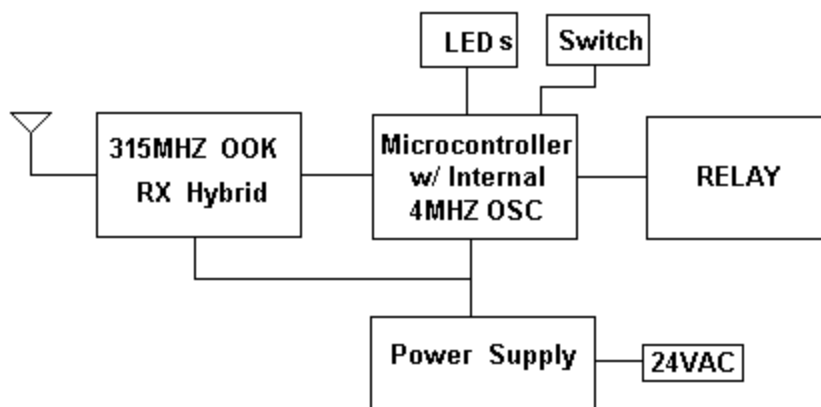 LEDs
Switch
315MHZ OOK
RX Hybrid
Microcontroller
w/ Internal
4MHZ OSC
RELAY
Power Supply
24VAC